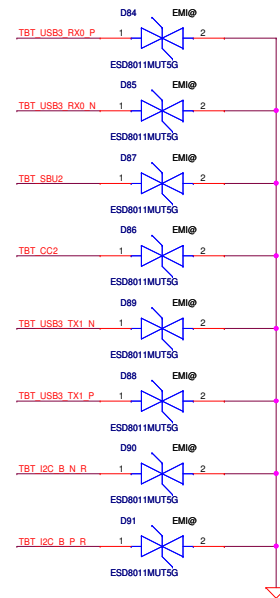 D84 EMI@
TBT_USB3_RX0_P 1 2
ESD8011MUT5G
D85 EMI@
TBT_USB3_RX0_N 1 2
ESD8011MUT5G
D87 EMI@
TBT_SBU2 1 2
ESD8011MUT5G
D86 EMI@
TBT_CC2 1 2
ESD8011MUT5G
D89 EMI@
TBT_USB3_TX1_N 1 2
ESD8011MUT5G
D88 EMI@
TBT_USB3_TX1_P 1 2
ESD8011MUT5G
D90 EMI@
TBT_I2C_B_N_R 1 2
ESD8011MUT5G
D91 EMI@
TBT_I2C_B_P_R 1 2
ESD8011MUT5G